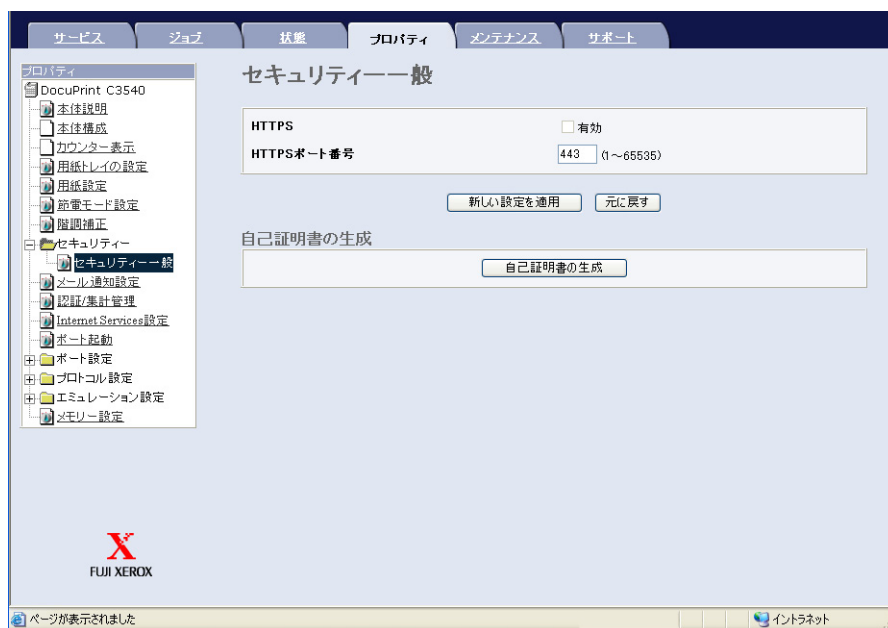 サービス ジョブ 状態 プロパティ メンテナンス サポート
プロパティ
DocuPrint C3540
本体説明
本体構成
カウンター表示
用紙トレイの設定
用紙設定
節電モード設定
階調補正
セキュリティー
セキュリティー一般
メール通知設定
認証/集計管理
Internet Services設定
ポート起動
ポート設定
プロトコル設定
エミュレーション設定
メモリー設定
FUJI XEROX
セキュリティー一般
HTTPS 有効
HTTPSポート番号 443 (1～65535)
新しい設定を適用 元に戻す
自己証明書の生成
自己証明書の生成
ページが表示されました イントラネット